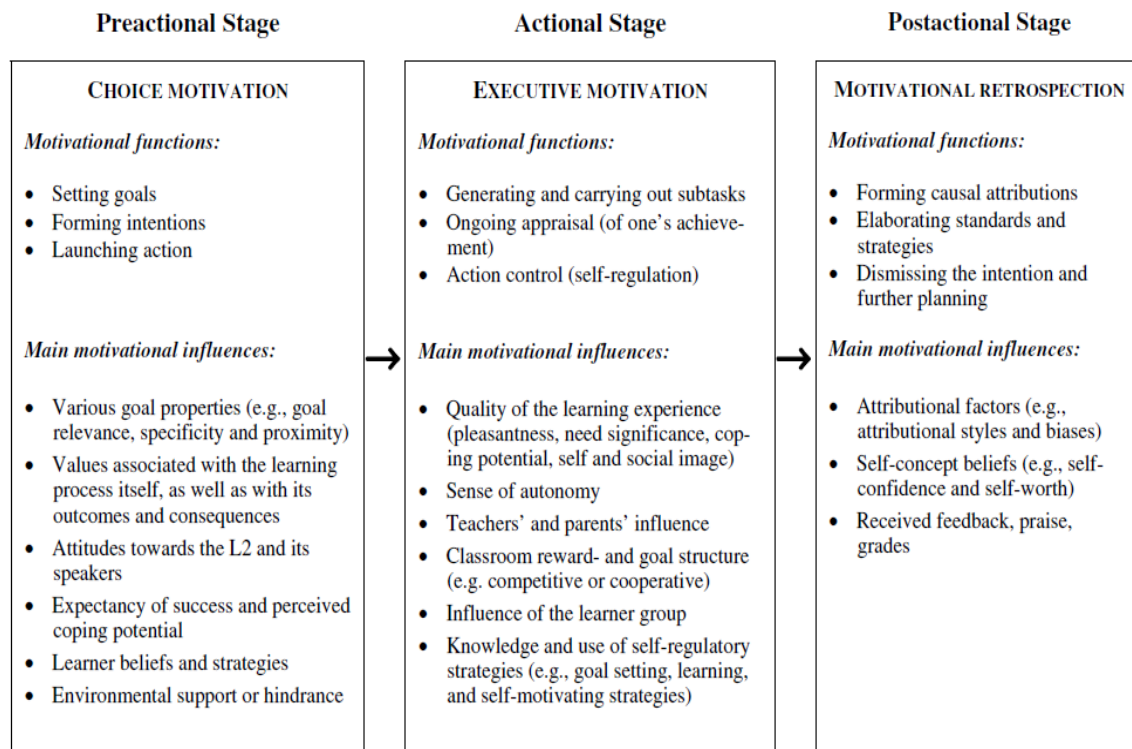 Preactional Stage
Actional Stage
Postactional Stage
CHOICE MOTIVATION
Motivational functions:
• Setting goals
• Forming intentions
• Launching action
Main motivational influences:
• Various goal properties (e.g., goal
relevance, specificity and proximity)
• Values associated with the learning
process itself, as well as with its
outcomes and consequences
• Attitudes towards the L2 and its
speakers
• Expectancy of success and perceived
coping potential
• Learner beliefs and strategies
• Environmental support or hindrance
EXECUTIVE MOTIVATION
Motivational functions:
• Generating and carrying out subtasks
• Ongoing appraisal (of one's achieve-
ment)
• Action control (self-regulation)
Main motivational influences:
• Quality of the learning experience
(pleasantness, need significance, cop-
ing potential, self and social image)
• Sense of autonomy
• Teachers' and parents' influence
• Classroom reward- and goal structure
(e.g. competitive or cooperative)
• Influence of the learner group
• Knowledge and use of self-regulatory
strategies (e.g., goal setting, learning,
and self-motivating strategies)
MOTIVATIONAL RETROSPECTION
Motivational functions:
• Forming causal attributions
• Elaborating standards and
strategies
• Dismissing the intention and
further planning
Main motivational influences:
• Attributional factors (e.g.,
attributional styles and biases)
• Self-concept beliefs (e.g., self-
confidence and self-worth)
• Received feedback, praise,
grades